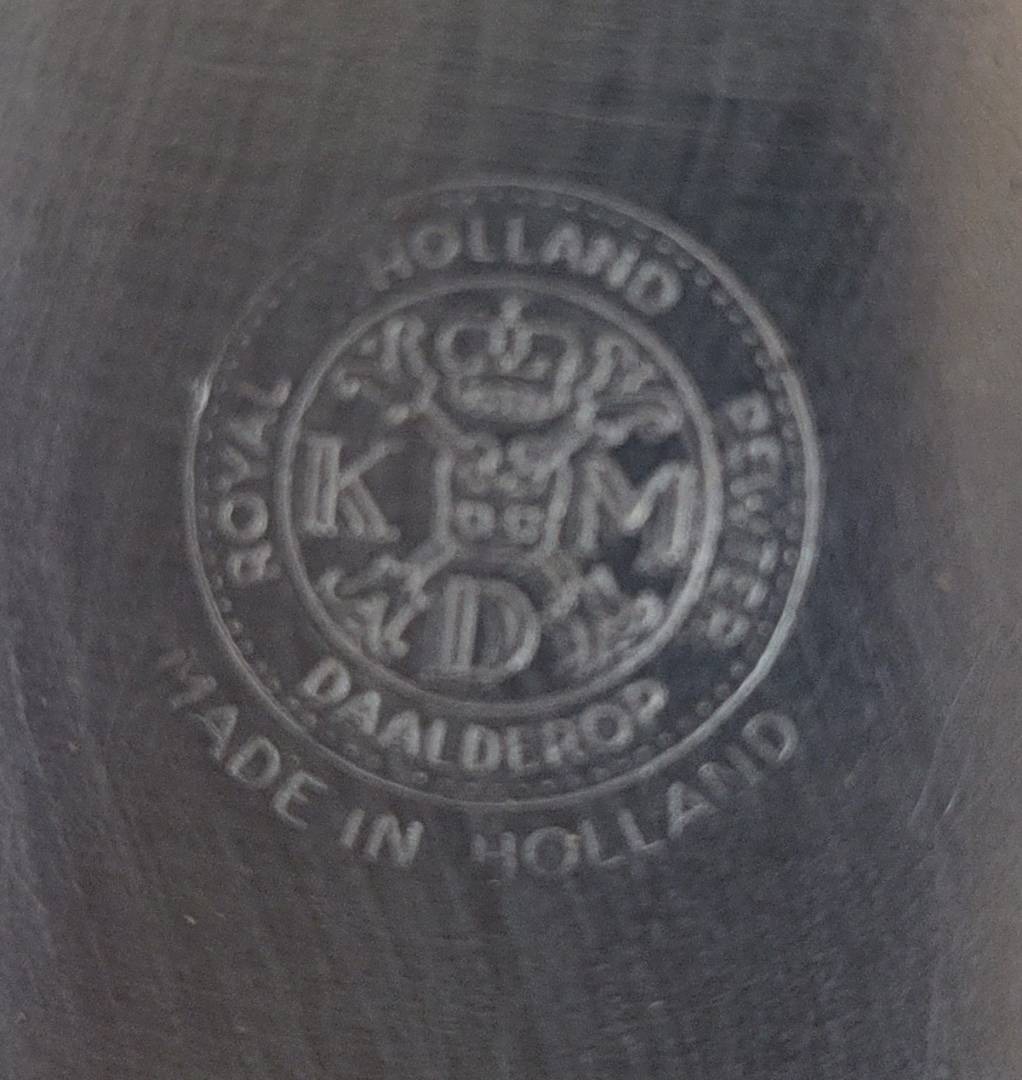 HOLLAND
ROYAL
PEWTER
K M
D
DAALDEROP
MADE IN HOLLAND